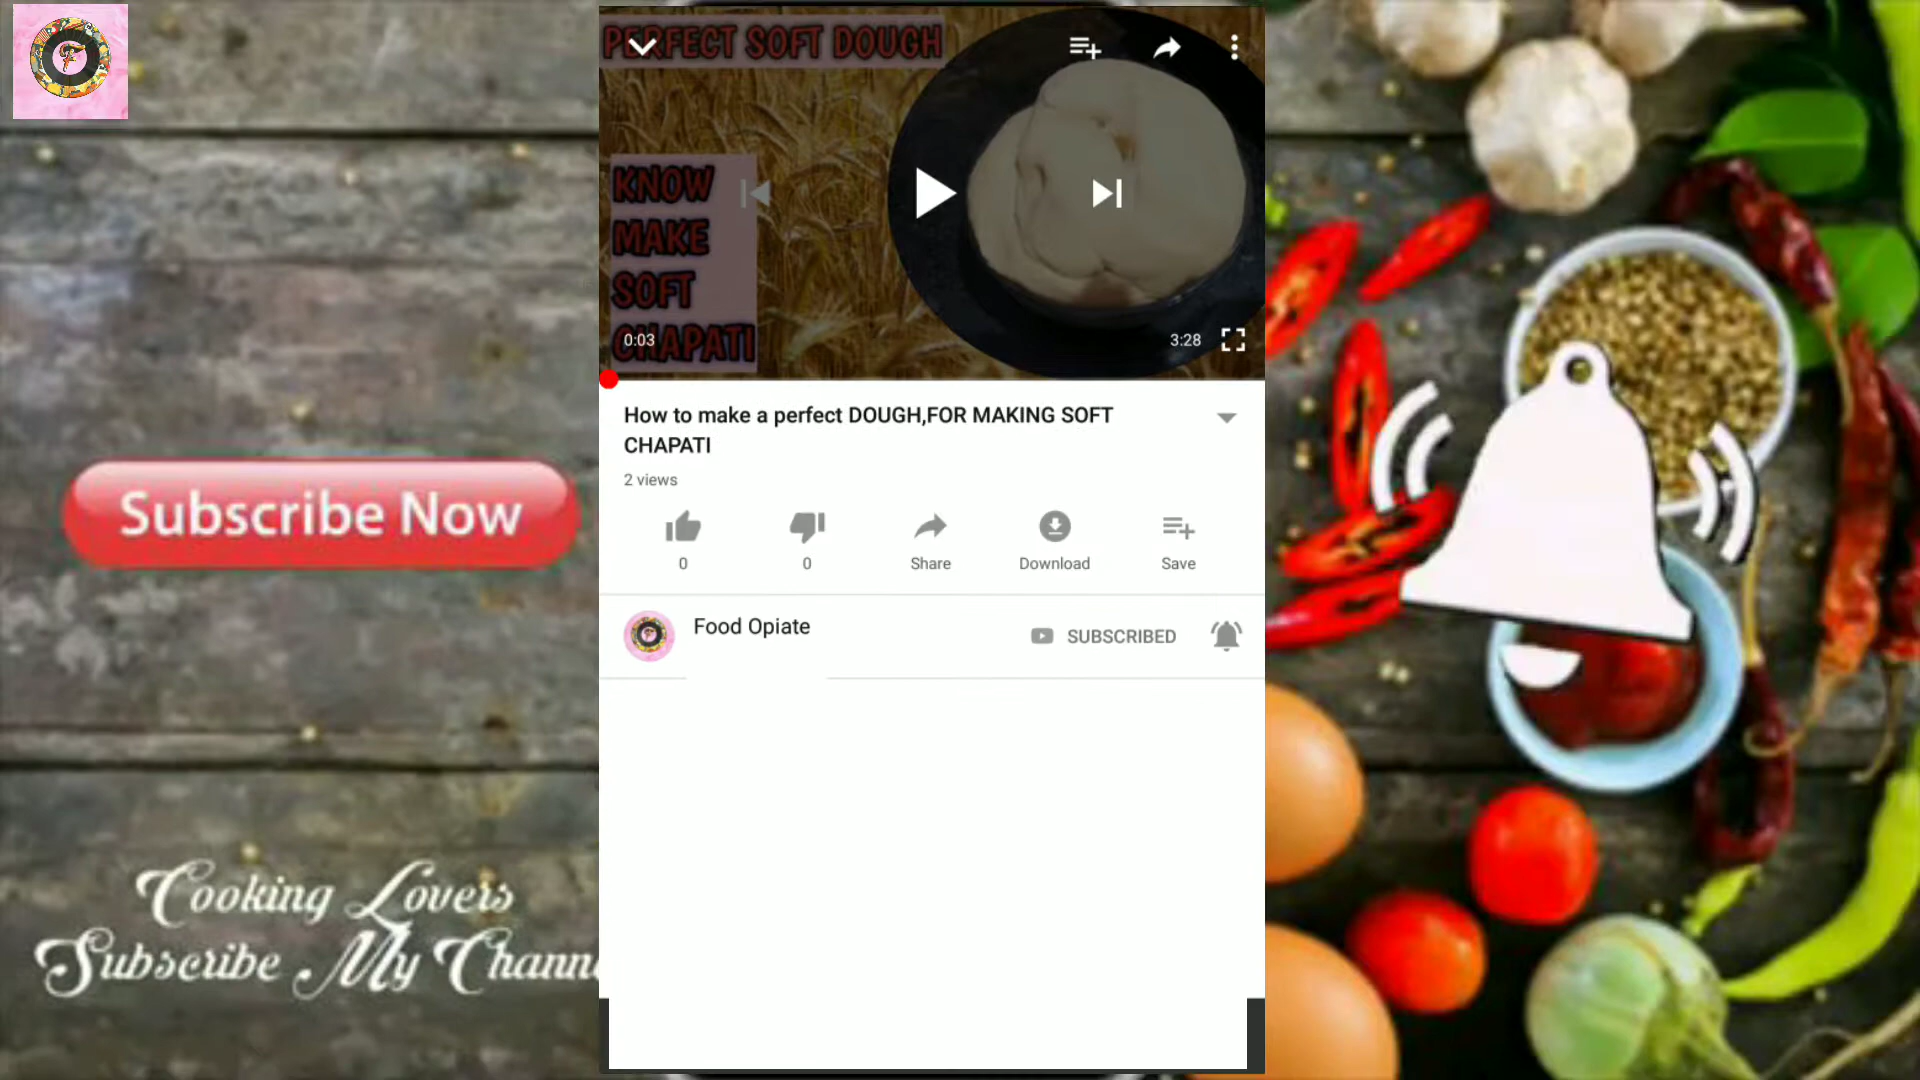 F
PERFECT SOFT DOUGH
KNOW
MAKE
SOFT
CHAPATI
0:03
3:28
How to make a perfect DOUGH,FOR MAKING SOFT
CHAPATI
2 views
0
0
Share
Download
Save
Food Opiate
SUBSCRIBED
Subscribe Now
Cooking Lovers
Subscribe My Chann